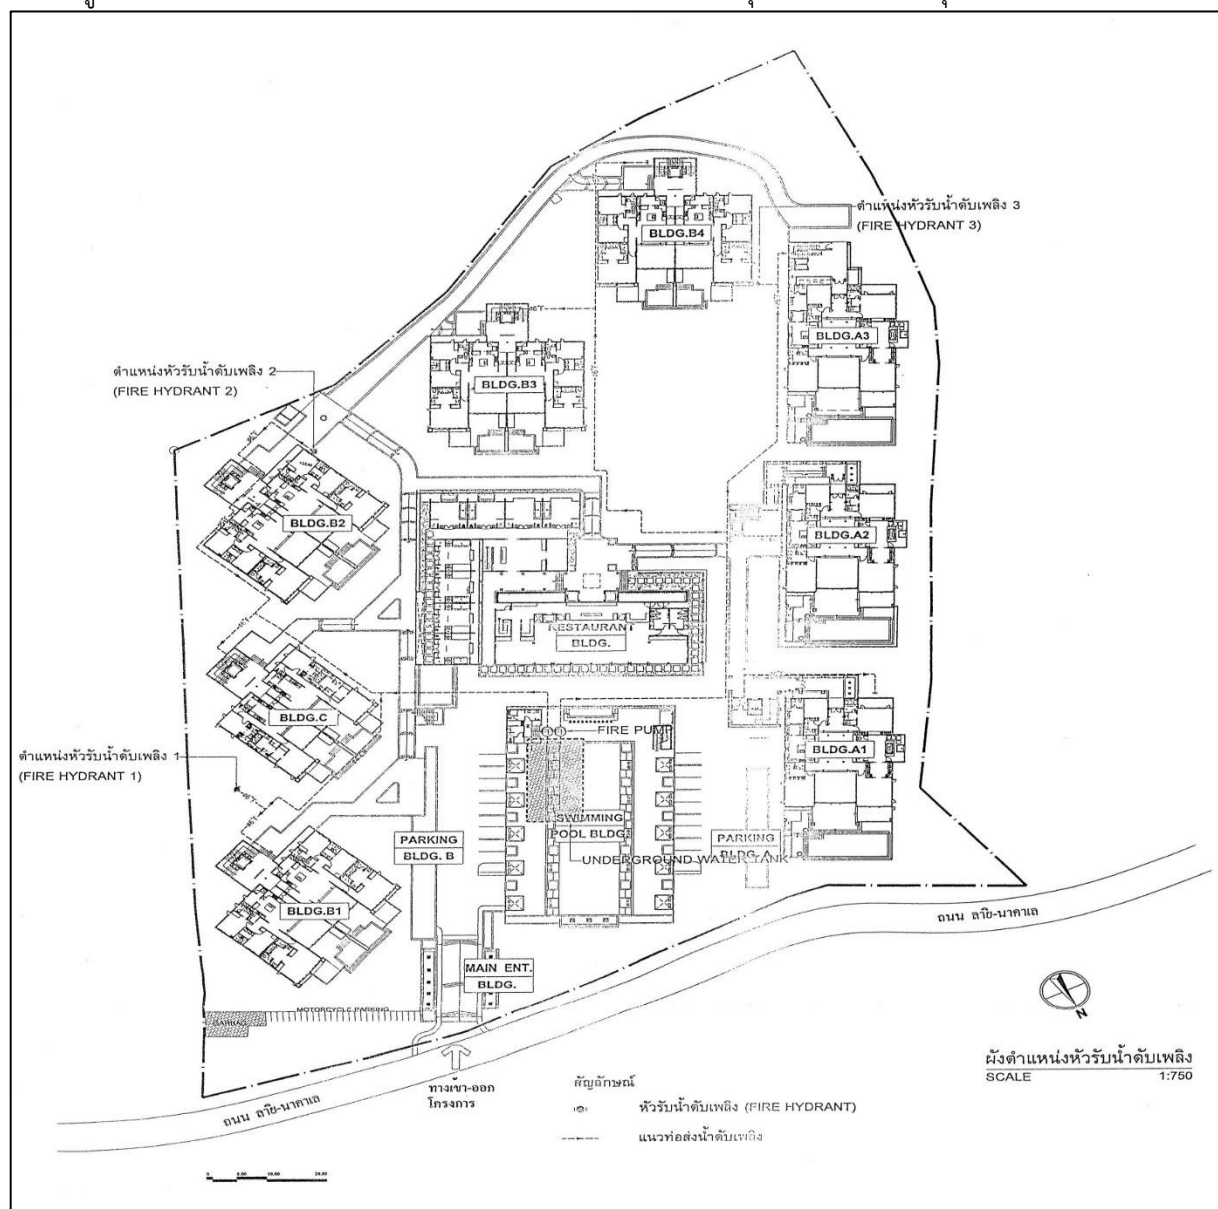 ตำแหน่งหัวรับน้ำดับเพลิง 3
(FIRE HYDRANT 3)
BLDG.B4
BLDG.A3
BLDG.B3
ตำแหน่งหัวรับน้ำดับเพลิง 2
(FIRE HYDRANT 2)
BLDG.B2
BLDG.A2
RESTAURANT
BLDG.
BLDG.C
FIRE PUMP
BLDG.A1
ตำแหน่งหัวรับน้ำดับเพลิง 1
(FIRE HYDRANT 1)
SWIMMING
POOL BLDG.
PARKING
BLDG. B
PARKING
BLDG. A
UNDERGROUND WATER TANK
BLDG.B1
ถนน ลายิ-นาคาเล
MAIN ENT.
BLDG.
MOTORCYCLE PARKING
N
ผังตำแหน่งหัวรับน้ำดับเพลิง
SCALE 1:750
ทางเข้า-ออก
โครงการ
ถนน ลายิ-นาคาเล
สัญลักษณ์
หัวรับน้ำดับเพลิง (FIRE HYDRANT)
แนวท่อส่งน้ำดับเพลิง